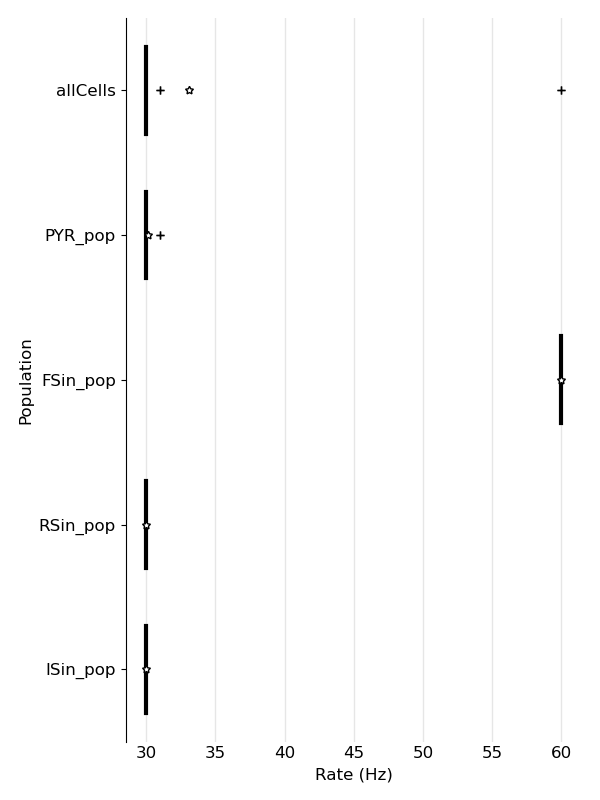 allCells
PYR_pop
FSin_pop
RSin_pop
ISin_pop
Population
30 35 40 45 50 55 60
Rate (Hz)